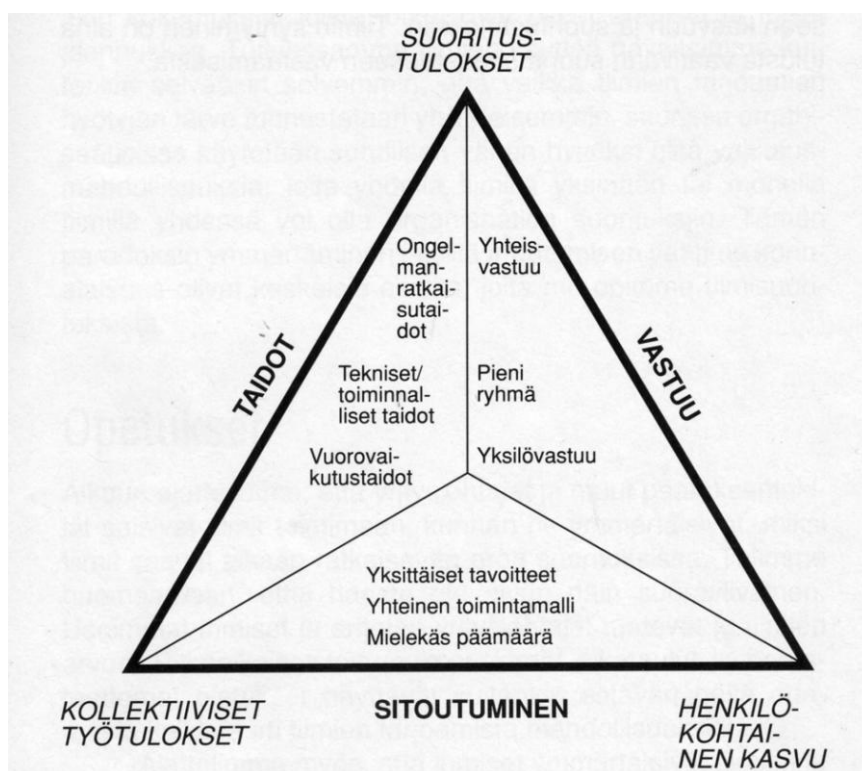 SUORITUS-
TULOKSET
Ongel-
man-
ratkai-
sutai-
dot
Yhteis-
vastuu
TAIDOT
VASTUU
Tekniset/
toiminnal-
liset taidot
Pieni
ryhmä
Vuorovai-
kutustaidot
Yksilövastuu
Yksittäiset tavoitteet
Yhteinen toimintamalli
Mielekäs päämäärä
KOLLEKTIIVISET
TYÖTULOKSET
SITOUTUMINEN
HENKILÖ-
KOHTAI-
NEN KASVU